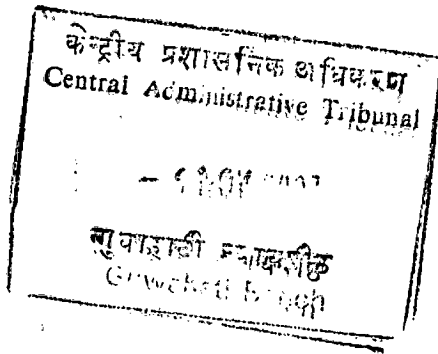 केन्द्रीय प्रशासनिक अधिकरण
Central Administrative Tribunal
गुवाहाटी न्यायपीठ
Guwahati Bench